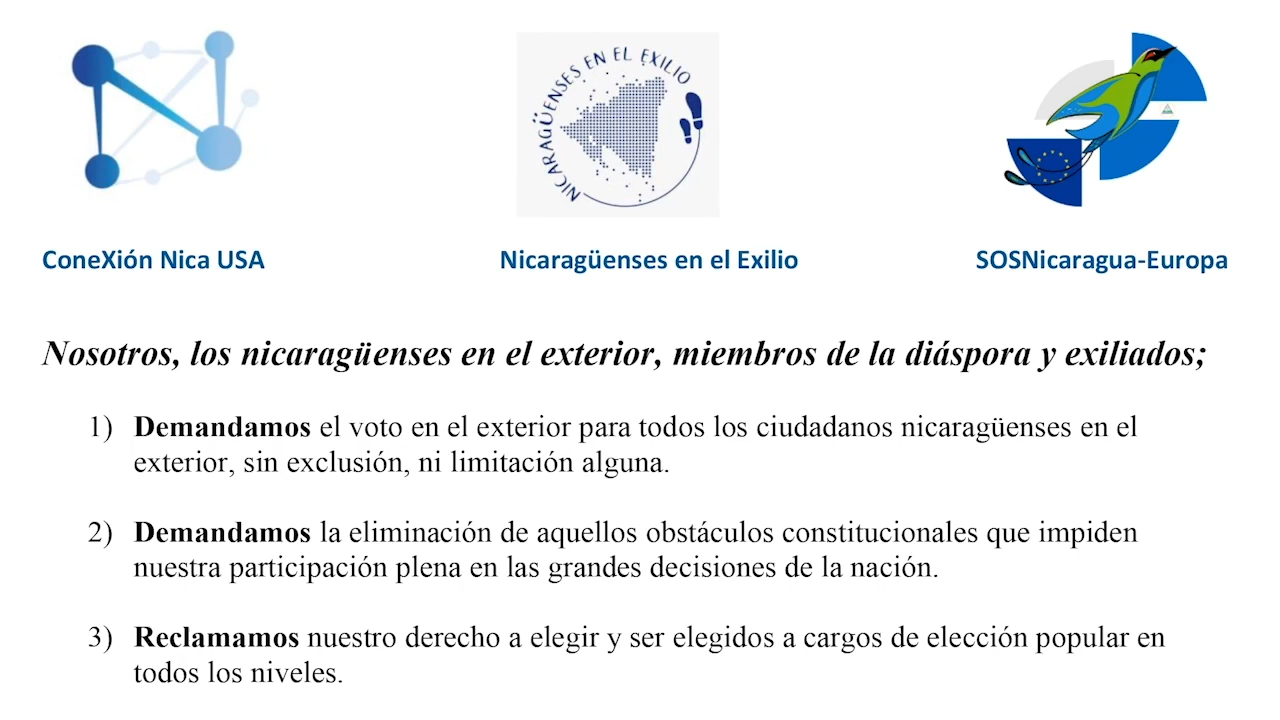 NICARAGÜENSES EN EL EXILIO
ConeXión Nica USA
Nicaragüenses en el Exilio
SOSNicaragua-Europa
Nosotros, los nicaragüenses en el exterior, miembros de la diáspora y exiliados;
1) Demandamos el voto en el exterior para todos los ciudadanos nicaragüenses en el
exterior, sin exclusión, ni limitación alguna.
2) Demandamos la eliminación de aquellos obstáculos constitucionales que impiden
nuestra participación plena en las grandes decisiones de la nación.
3) Reclamamos nuestro derecho a elegir y ser elegidos a cargos de elección popular en
todos los niveles.